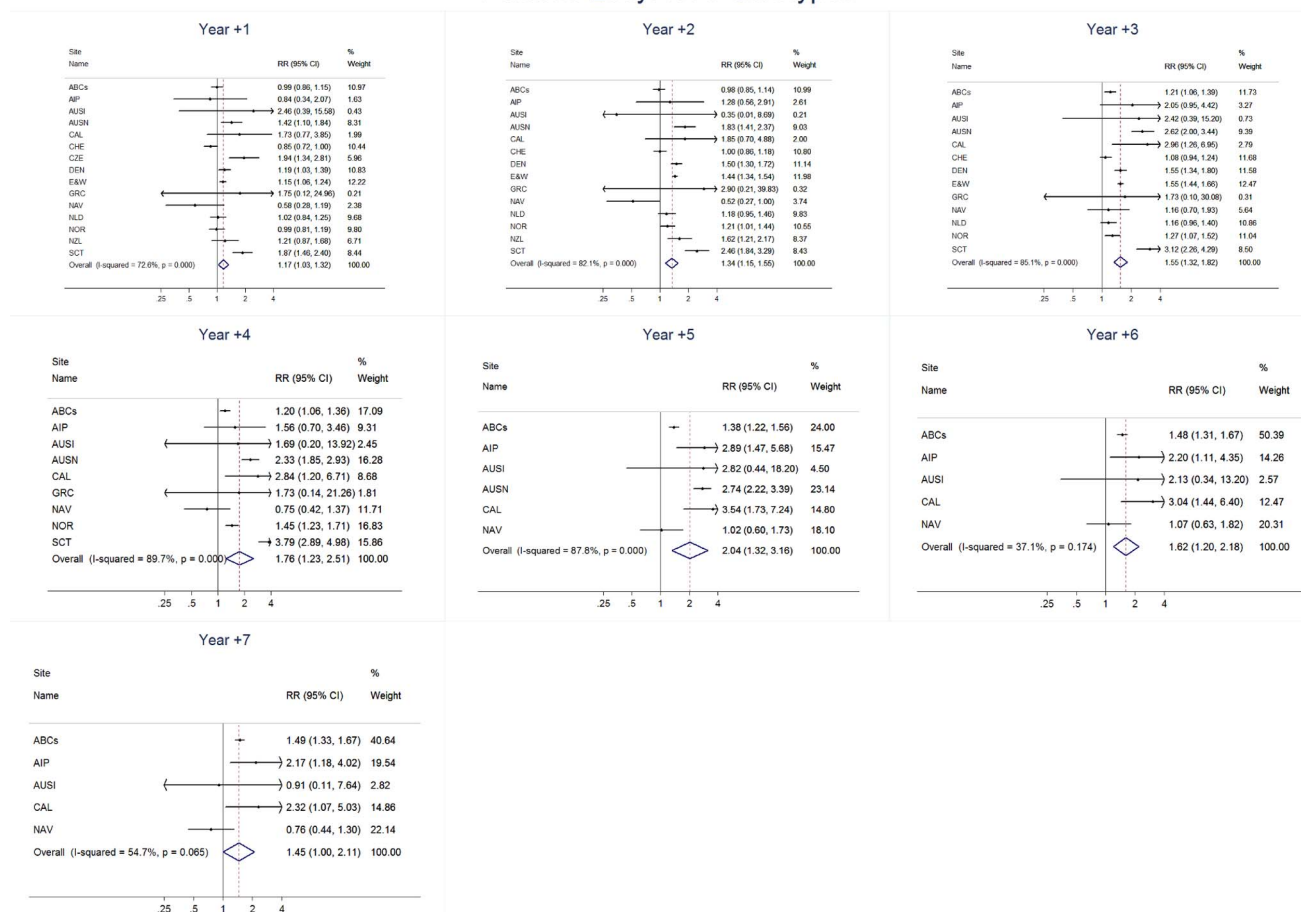 Year +1
Site %
Name RR (95% CI) Weight
ABCs 0.99 (0.86, 1.15) 10.97
AIP 0.84 (0.34, 2.07) 1.63
AUSI 2.46 (0.39, 15.58) 0.43
AUSN 1.42 (1.10, 1.84) 8.31
CAL 1.73 (0.77, 3.85) 1.99
CHE 0.85 (0.72, 1.00) 10.44
CZE 1.94 (1.34, 2.81) 5.96
DEN 1.19 (1.03, 1.39) 10.83
E&W 1.15 (1.06, 1.24) 12.22
GRC 1.75 (0.12, 24.96) 0.21
NAV 0.58 (0.28, 1.19) 2.38
NLD 1.02 (0.84, 1.25) 9.68
NOR 0.99 (0.81, 1.19) 9.80
NZL 1.21 (0.87, 1.68) 6.71
SCT 1.87 (1.46, 2.40) 8.44
Overall (I-squared = 72.6%, p = 0.000) 1.17 (1.03, 1.32) 100.00
.25 .5 1 2 4
Year +2
Site %
Name RR (95% CI) Weight
ABCs 0.98 (0.85, 1.14) 10.99
AIP 1.28 (0.56, 2.91) 2.61
AUSI 0.35 (0.01, 8.69) 0.21
AUSN 1.83 (1.41, 2.37) 9.03
CAL 1.85 (0.70, 4.88) 2.00
CHE 1.00 (0.86, 1.18) 10.80
DEN 1.50 (1.30, 1.72) 11.14
E&W 1.44 (1.34, 1.54) 11.98
GRC 2.90 (0.21, 39.83) 0.32
NAV 0.52 (0.27, 1.00) 3.74
NLD 1.18 (0.95, 1.46) 9.83
NOR 1.21 (1.01, 1.44) 10.55
NZL 1.62 (1.21, 2.17) 8.37
SCT 2.46 (1.84, 3.29) 8.43
Overall (I-squared = 82.1%, p = 0.000) 1.34 (1.15, 1.55) 100.00
.25 .5 1 2 4
Year +3
Site %
Name RR (95% CI) Weight
ABCs 1.21 (1.06, 1.39) 11.73
AIP 2.05 (0.95, 4.42) 3.27
AUSI 2.42 (0.39, 15.20) 0.73
AUSN 2.62 (2.00, 3.44) 9.39
CAL 2.96 (1.26, 6.95) 2.79
CHE 1.08 (0.94, 1.24) 11.68
DEN 1.55 (1.34, 1.80) 11.58
E&W 1.55 (1.44, 1.66) 12.47
GRC 1.73 (0.10, 30.08) 0.31
NAV 1.16 (0.70, 1.93) 5.64
NLD 1.16 (0.96, 1.40) 10.86
NOR 1.27 (1.07, 1.52) 11.04
SCT 3.12 (2.26, 4.29) 8.50
Overall (I-squared = 85.1%, p = 0.000) 1.55 (1.32, 1.82) 100.00
.25 .5 1 2 4
Year +4
Site %
Name RR (95% CI) Weight
ABCs 1.20 (1.06, 1.36) 17.09
AIP 1.56 (0.70, 3.46) 9.31
AUSI 1.69 (0.20, 13.92) 2.45
AUSN 2.33 (1.85, 2.93) 16.28
CAL 2.84 (1.20, 6.71) 8.68
GRC 1.73 (0.14, 21.26) 1.81
NAV 0.75 (0.42, 1.37) 11.71
NOR 1.45 (1.23, 1.71) 16.83
SCT 3.79 (2.89, 4.98) 15.86
Overall (I-squared = 89.7%, p = 0.000) 1.76 (1.23, 2.51) 100.00
.25 .5 1 2 4
Year +5
Site %
Name RR (95% CI) Weight
ABCs 1.38 (1.22, 1.56) 24.00
AIP 2.89 (1.47, 5.68) 15.47
AUSI 2.82 (0.44, 18.20) 4.50
AUSN 2.74 (2.22, 3.39) 23.14
CAL 3.54 (1.73, 7.24) 14.80
NAV 1.02 (0.60, 1.73) 18.10
Overall (I-squared = 87.8%, p = 0.000) 2.04 (1.32, 3.16) 100.00
.25 .5 1 2 4
Year +6
Site %
Name RR (95% CI) Weight
ABCs 1.48 (1.31, 1.67) 50.39
AIP 2.20 (1.11, 4.35) 14.26
AUSI 2.13 (0.34, 13.20) 2.57
CAL 3.04 (1.44, 6.40) 12.47
NAV 1.07 (0.63, 1.82) 20.31
Overall (I-squared = 37.1%, p = 0.174) 1.62 (1.20, 2.18) 100.00
.25 .5 1 2 4
Year +7
Site %
Name RR (95% CI) Weight
ABCs 1.49 (1.33, 1.67) 40.64
AIP 2.17 (1.18, 4.02) 19.54
AUSI 0.91 (0.11, 7.64) 2.82
CAL 2.32 (1.07, 5.03) 14.86
NAV 0.76 (0.44, 1.30) 22.14
Overall (I-squared = 54.7%, p = 0.065) 1.45 (1.00, 2.11) 100.00
.25 .5 1 2 4